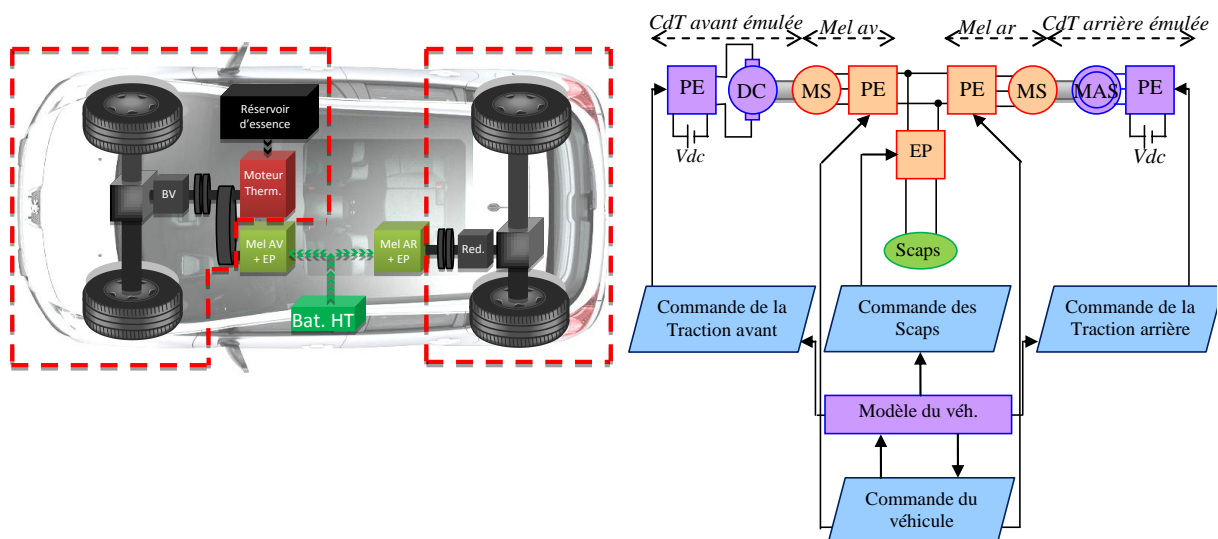 Réservoir
d'essence
BV
Moteur
Therm.
Mel AV
+ EP
Mel AR
+ EP
Red.
Bat. HT
CdT avant émulée
Mel av
Mel ar
CdT arrière émulée
PE
DC
MS
PE
PE
MS
MAS
PE
Vdc
Vdc
EP
Scaps
Commande de la
Traction avant
Commande des
Scaps
Commande de la
Traction arrière
Modèle du véh.
Commande du
véhicule